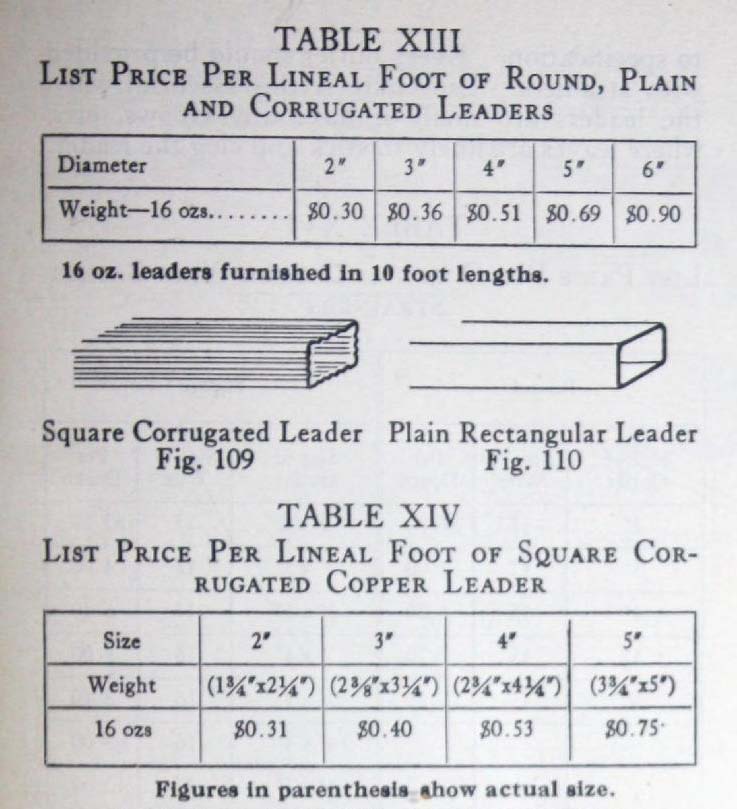 TABLE XIII
LIST PRICE PER LINEAL FOOT OF ROUND, PLAIN
AND CORRUGATED LEADERS
Diameter 2″ 3″ 4″ 5″ 6″
Weight—16 ozs........ $0.30 $0.36 $0.51 $0.69 $0.90
16 oz. leaders furnished in 10 foot lengths.
Square Corrugated Leader Plain Rectangular Leader
Fig. 109 Fig. 110
TABLE XIV
LIST PRICE PER LINEAL FOOT OF SQUARE COR-
RUGATED COPPER LEADER
Size 2″ 3″ 4″ 5″
Weight (1¾″x2¼″) (2⅜″x3¼″) (2¾″x4¼″) (3¾″x5″)
16 ozs $0.31 $0.40 $0.53 $0.75
Figures in parenthesis show actual size.